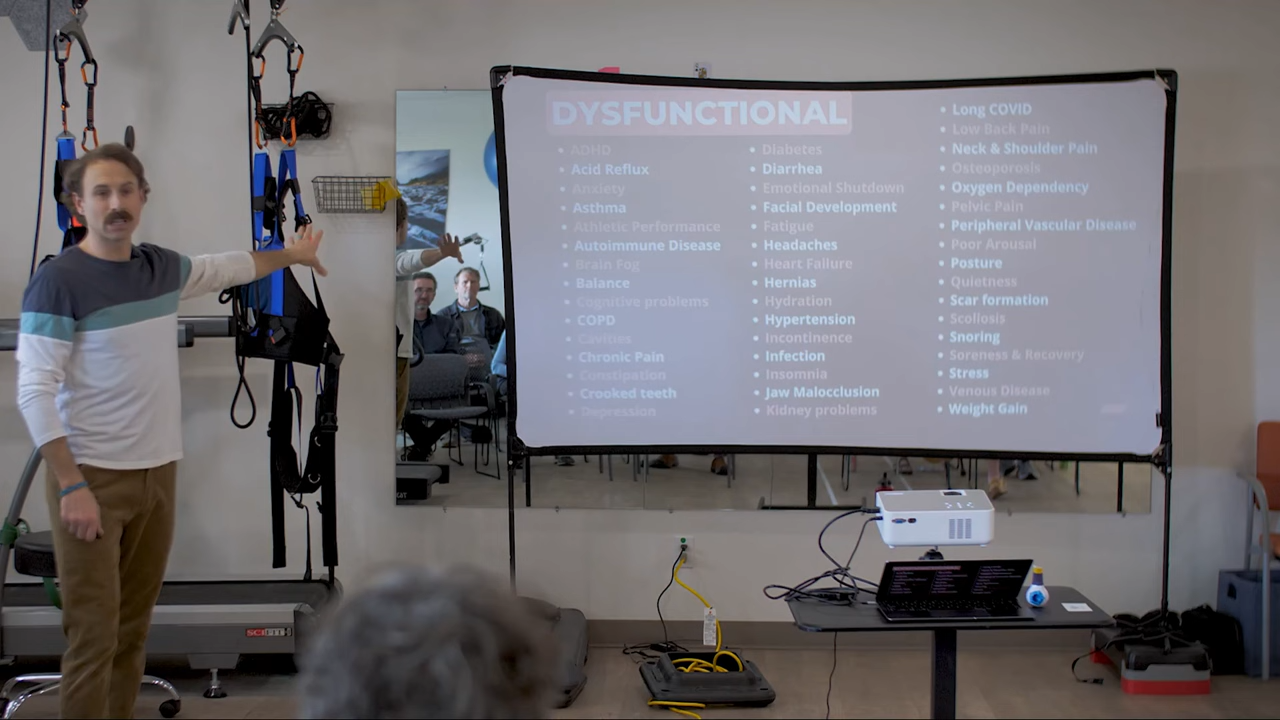 DYSFUNCTIONAL
• ADHD
• Acid Reflux
• Anxiety
• Asthma
• Athletic Performance
• Autoimmune Disease
• Brain Fog
• Balance
• Cognitive problems
• COPD
• Cavities
• Chronic Pain
• Constipation
• Crooked teeth
• Depression
• Diabetes
• Diarrhea
• Emotional Shutdown
• Facial Development
• Fatigue
• Headaches
• Heart Failure
• Hernias
• Hydration
• Hypertension
• Incontinence
• Infection
• Insomnia
• Jaw Malocclusion
• Kidney problems
• Long COVID
• Low Back Pain
• Neck & Shoulder Pain
• Osteoporosis
• Oxygen Dependency
• Pelvic Pain
• Peripheral Vascular Disease
• Poor Arousal
• Posture
• Quietness
• Scar formation
• Scoliosis
• Snoring
• Soreness & Recovery
• Stress
• Venous Disease
• Weight Gain
SCIFIT